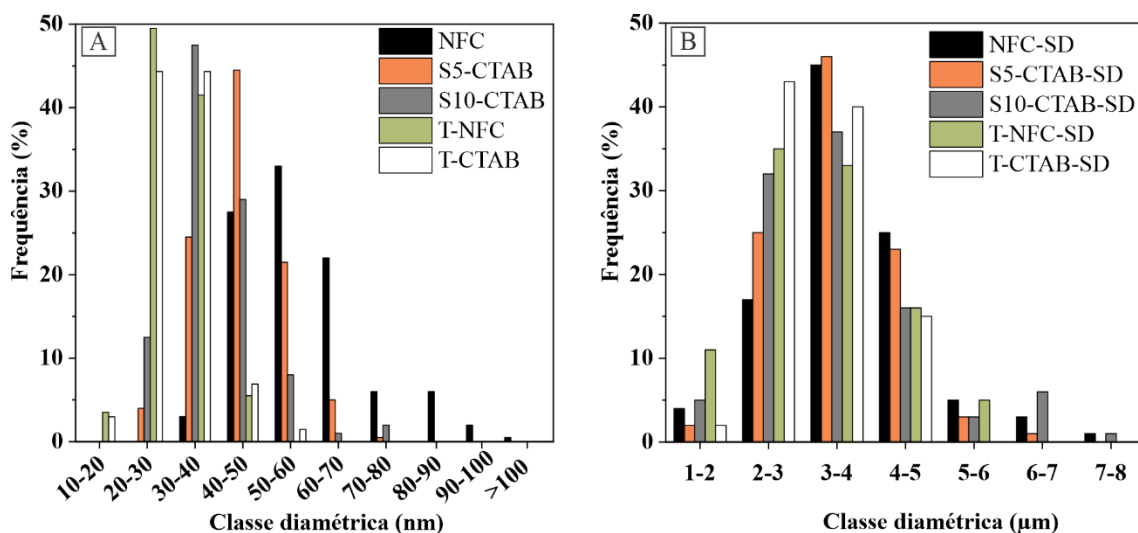 A
NFC
S5-CTAB
S10-CTAB
T-NFC
T-CTAB
Frequência (%)
50
40
30
20
10
0
10-20
20-30
30-40
40-50
50-60
60-70
70-80
80-90
90-100
>100
Classe diamétrica (nm)
B
NFC-SD
S5-CTAB-SD
S10-CTAB-SD
T-NFC-SD
T-CTAB-SD
Frequência (%)
50
40
30
20
10
0
1-2
2-3
3-4
4-5
5-6
6-7
7-8
Classe diamétrica (µm)